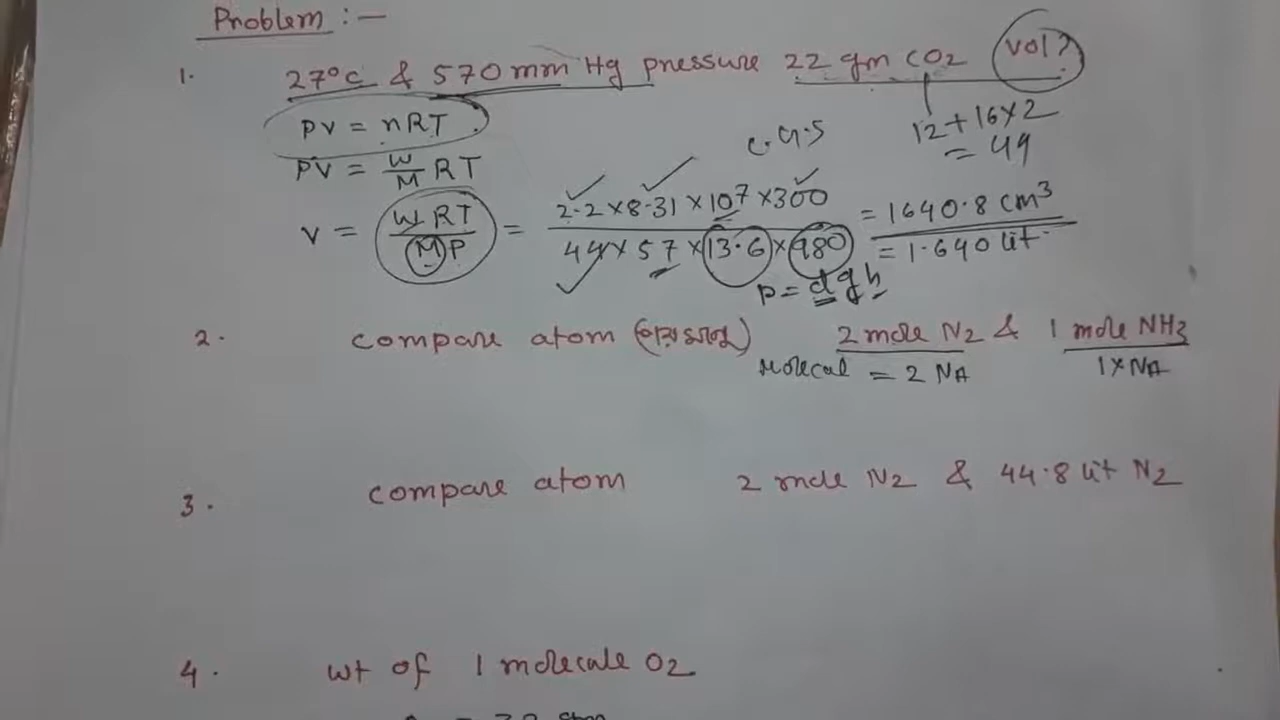 Problem :-
1. 27°C & 570 mm Hg pressure 22 gm CO2 vol?
PV = nRT
12 + 16×2
= 44
C.G.S
PV = W/M RT
V = WRT/MP = 2.2×8.31×10^7×300 / 44×57×13.6×980 = 1640.8 cm3
= 1.640 lit.
P = dgh
2. compare atom 2 mole N2 & 1 mole NH3
Molecul = 2 NA 1×NA
3. compare atom 2 mole N2 & 44.8 lit N2
4. wt of 1 molecule O2